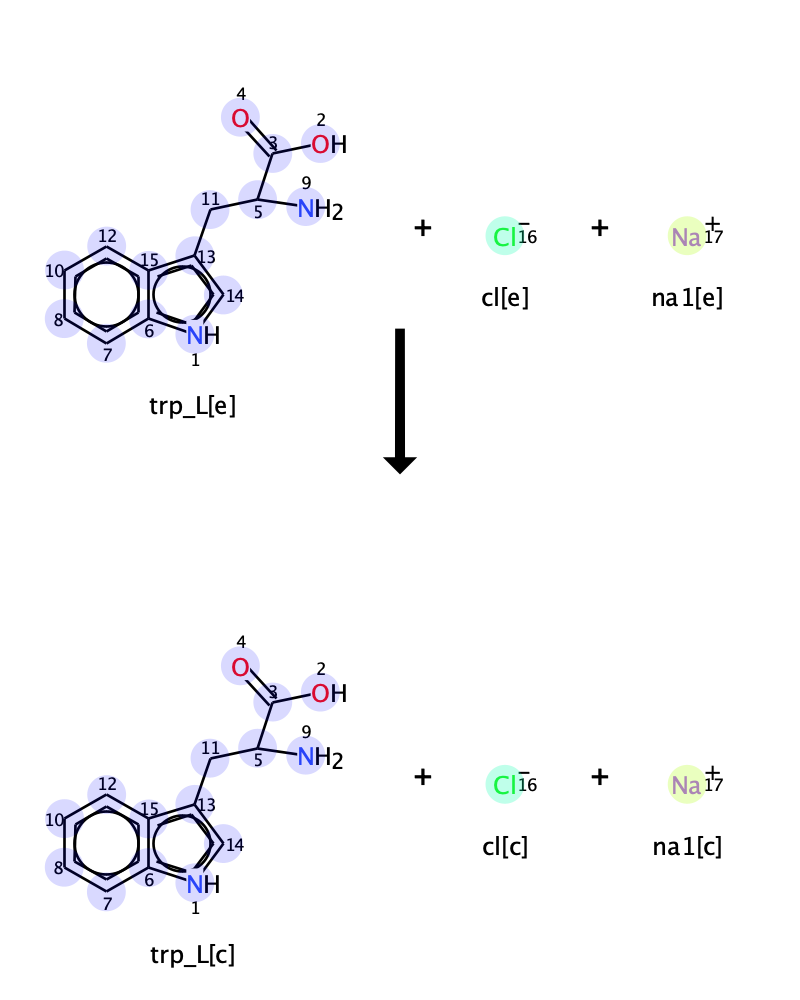 4
O
3
2
OH
9
NH2
5
11
13
12
15
10
14
8
6
7
NH
1
trp_L[e]
+
Cl−
16
cl[e]
+
Na+
17
na1[e]
4
O
3
2
OH
9
NH2
5
11
13
12
15
10
14
8
6
7
NH
1
trp_L[c]
+
Cl−
16
cl[c]
+
Na+
17
na1[c]